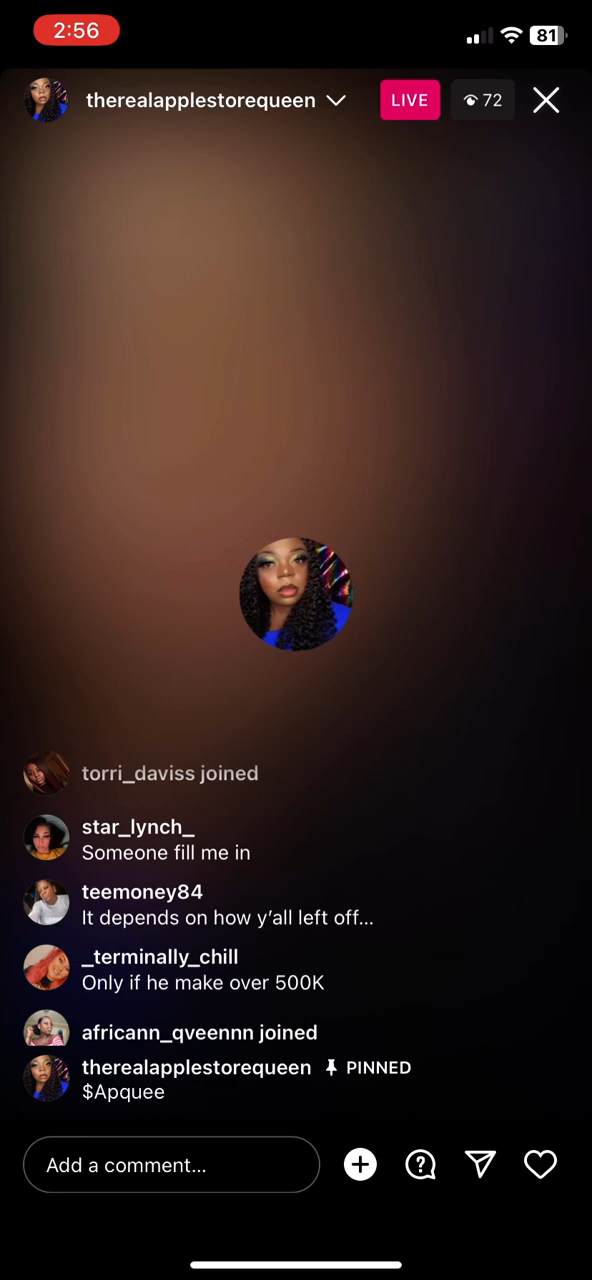 2:56
81
therealapplestorequeen
LIVE
72
torri_daviss joined
star_lynch_
Someone fill me in
teemoney84
It depends on how y’all left off...
_terminally_chill
Only if he make over 500K
africann_qveennn joined
therealapplestorequeen PINNED
$Apquee
Add a comment...